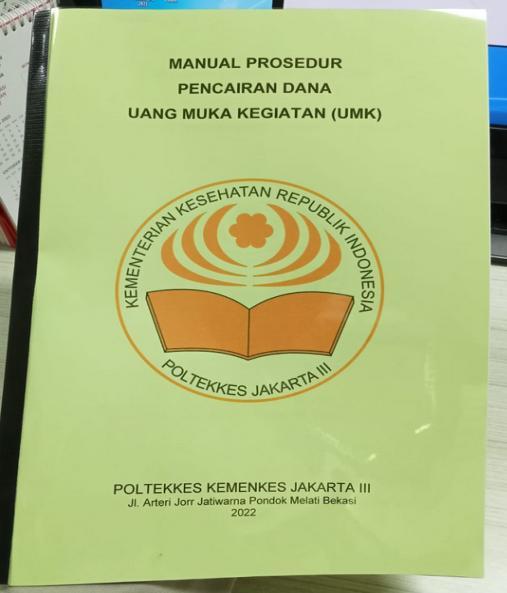 MANUAL PROSEDUR
PENCAIRAN DANA
UANG MUKA KEGIATAN (UMK)
KEMENTERIAN KESEHATAN REPUBLIK INDONESIA
POLTEKKES JAKARTA III
POLTEKKES KEMENKES JAKARTA III
Jl. Arteri Jorr Jatiwarna Pondok Melati Bekasi
2022